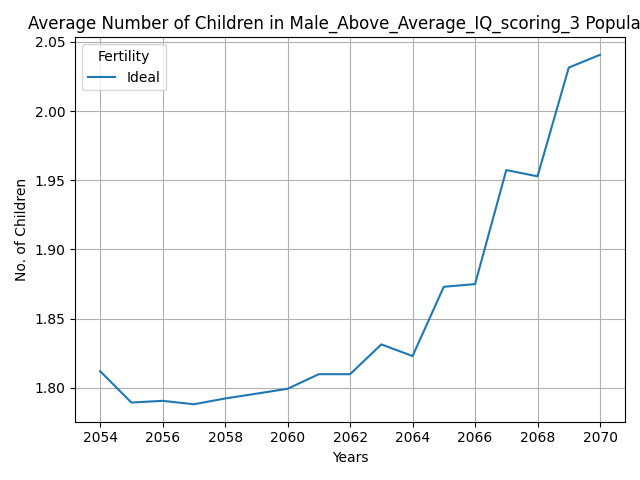 Average Number of Children in Male_Above_Average_IQ_scoring_3 Popula
Fertility
Ideal
No. of Children
2.05
2.00
1.95
1.90
1.85
1.80
2054 2056 2058 2060 2062 2064 2066 2068 2070
Years